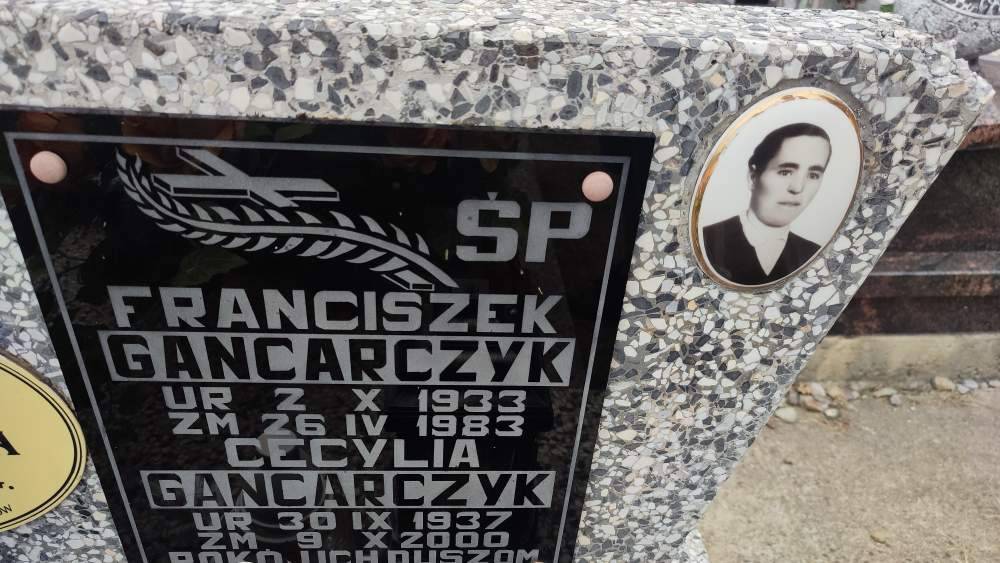 ŚP
FRANCISZEK
GANCARCZYK
UR 2 X 1933
ZM 26 IV 1983
CECYLIA
GANCARCZYK
UR 30 IX 1937
ZM 9 X 2000
POKÓJ ICH DUSZOM